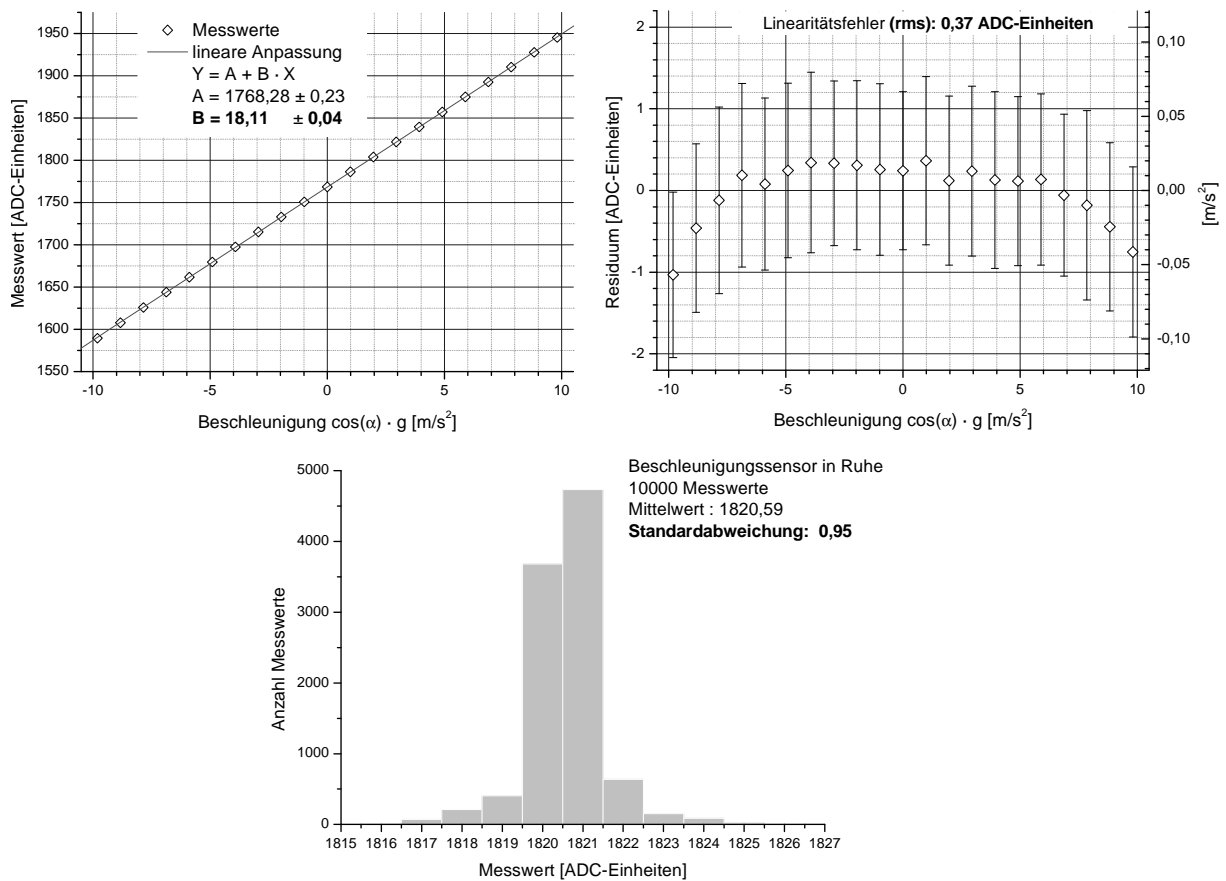 Messwert [ADC-Einheiten]
1950
1900
1850
1800
1750
1700
1650
1600
1550
Messwerte
lineare Anpassung
Y = A + B · X
A = 1768,28 ± 0,23
B = 18,11 ± 0,04
-10 -5 0 5 10
Beschleunigung cos(α) · g [m/s²]
Linearitätsfehler (rms): 0,37 ADC-Einheiten
Residuum [ADC-Einheiten]
2
1
0
-1
-2
0,10
0,05
0,00
-0,05
-0,10
[m/s²]
-10 -5 0 5 10
Beschleunigung cos(α) · g [m/s²]
Beschleunigungssensor in Ruhe
10000 Messwerte
Mittelwert : 1820,59
Standardabweichung: 0,95
Anzahl Messwerte
5000
4000
3000
2000
1000
0
1815 1816 1817 1818 1819 1820 1821 1822 1823 1824 1825 1826 1827
Messwert [ADC-Einheiten]